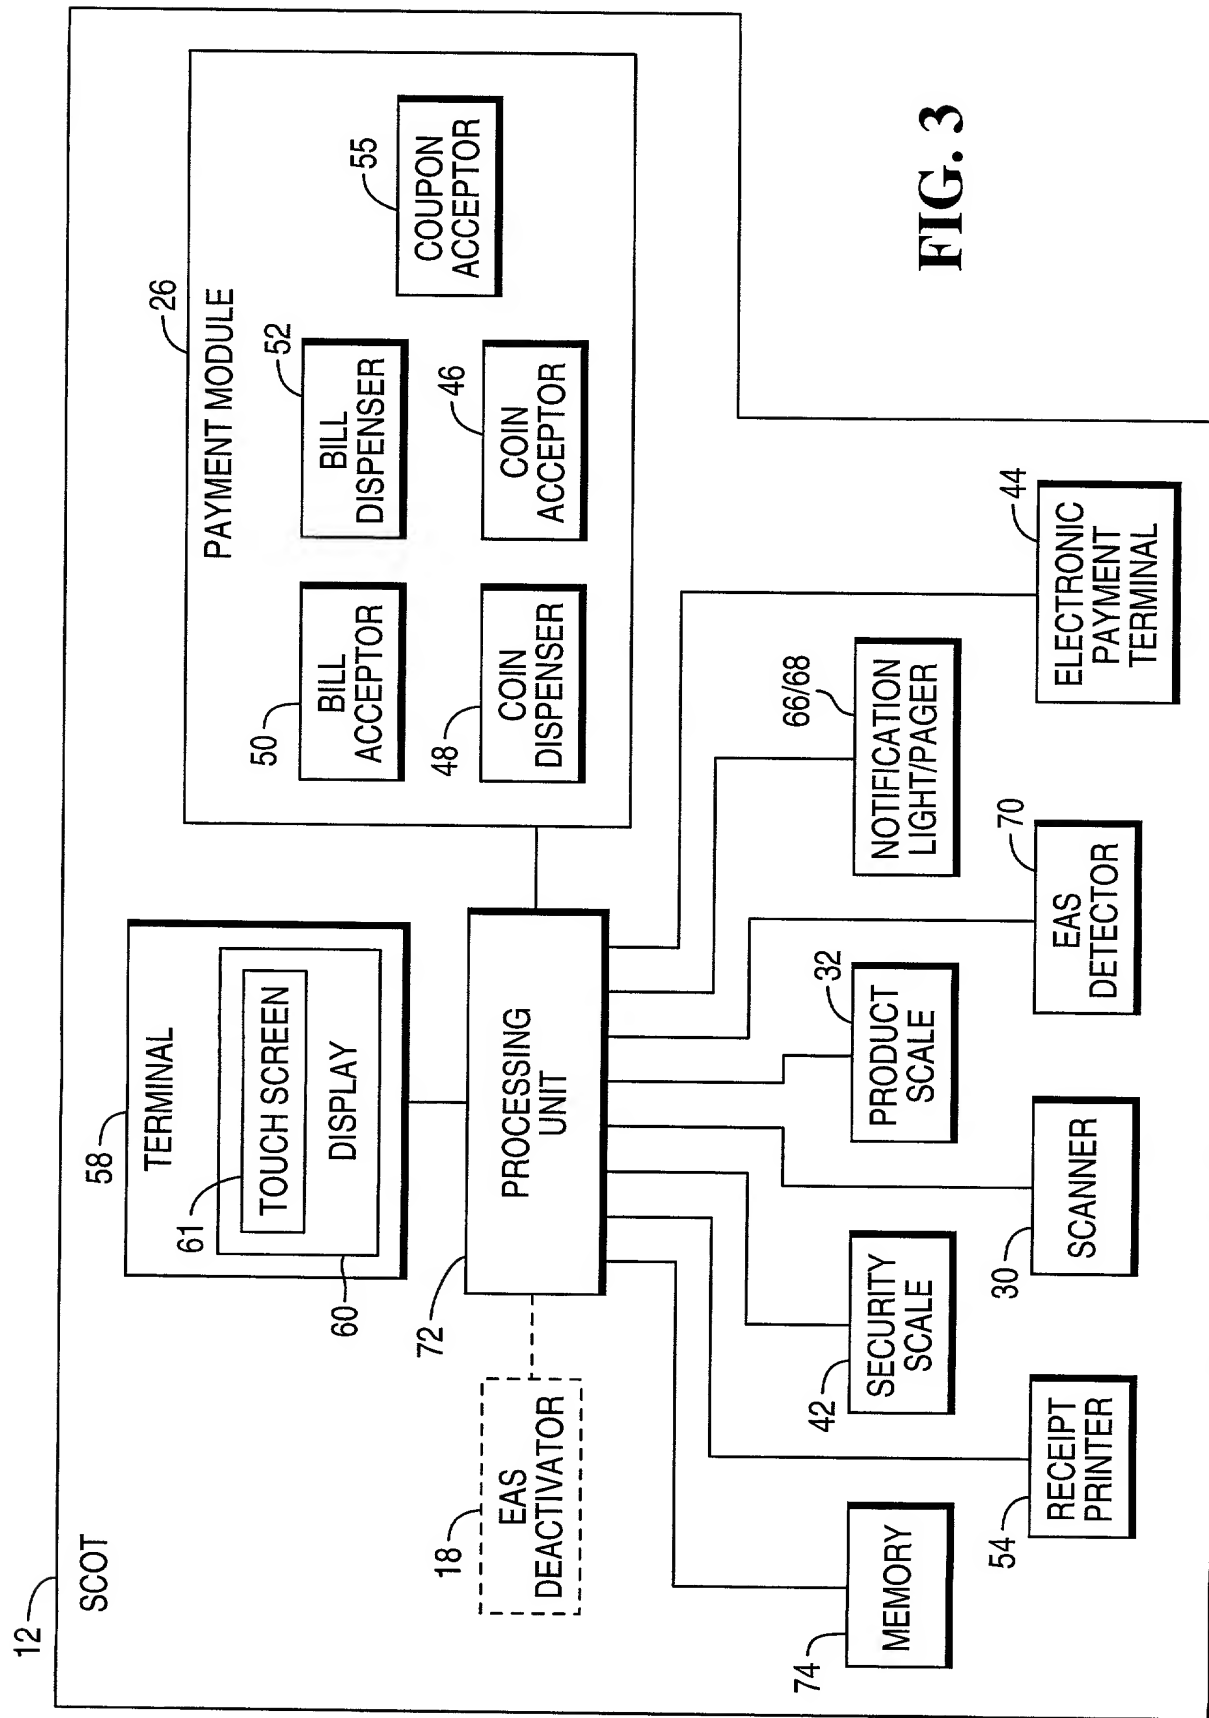 12
SCOT
58
TERMINAL
61
TOUCH SCREEN
DISPLAY
60
26
PAYMENT MODULE
50
BILL
ACCEPTOR
52
BILL
DISPENSER
55
COUPON
ACCEPTOR
48
COIN
DISPENSER
46
COIN
ACCEPTOR
18
EAS
DEACTIVATOR
72
PROCESSING
UNIT
74
MEMORY
42
SECURITY
SCALE
32
PRODUCT
SCALE
66/68
NOTIFICATION
LIGHT/PAGER
54
RECEIPT
PRINTER
30
SCANNER
70
EAS
DETECTOR
44
ELECTRONIC
PAYMENT
TERMINAL
FIG. 3